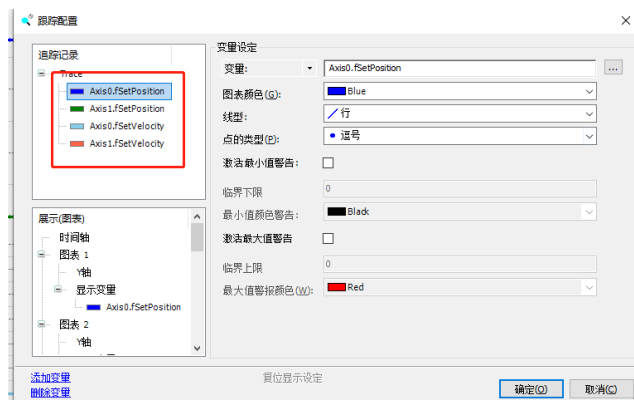 跟踪配置
追踪记录
Trace
Axis0.fSetPosition
Axis1.fSetPosition
Axis0.fSetVelocity
Axis1.fSetVelocity
展示(图表)
时间轴
图表 1
Y轴
显示变量
Axis0.fSetPosition
图表 2
Y轴
添加变量
删除变量
变量设定
变量: Axis0.fSetPosition ...
图表颜色(G): Blue
线型: 行
点的类型(P): 逗号
激活最小值警告:
临界下限 0
最小值颜色警告: Black
激活最大值警告
临界上限 0
最大值警报颜色(W): Red
复位显示设定
确定(O) 取消(C)